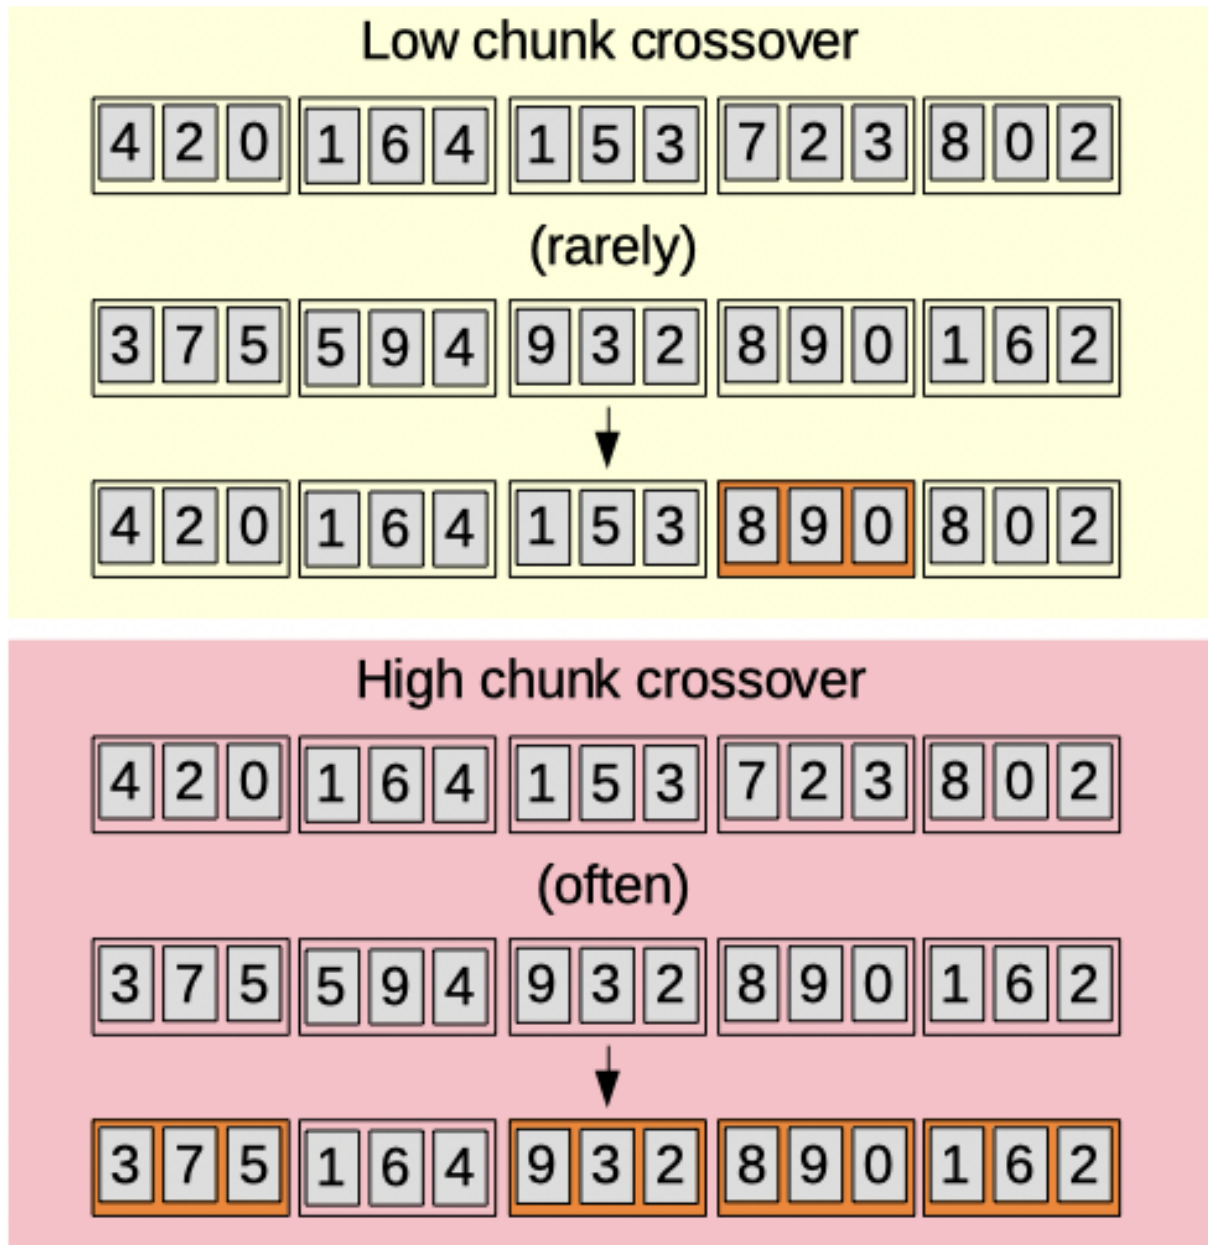 Low chunk crossover
4 2 0 1 6 4 1 5 3 7 2 3 8 0 2
(rarely)
3 7 5 5 9 4 9 3 2 8 9 0 1 6 2
4 2 0 1 6 4 1 5 3 8 9 0 8 0 2
High chunk crossover
4 2 0 1 6 4 1 5 3 7 2 3 8 0 2
(often)
3 7 5 5 9 4 9 3 2 8 9 0 1 6 2
3 7 5 1 6 4 9 3 2 8 9 0 1 6 2